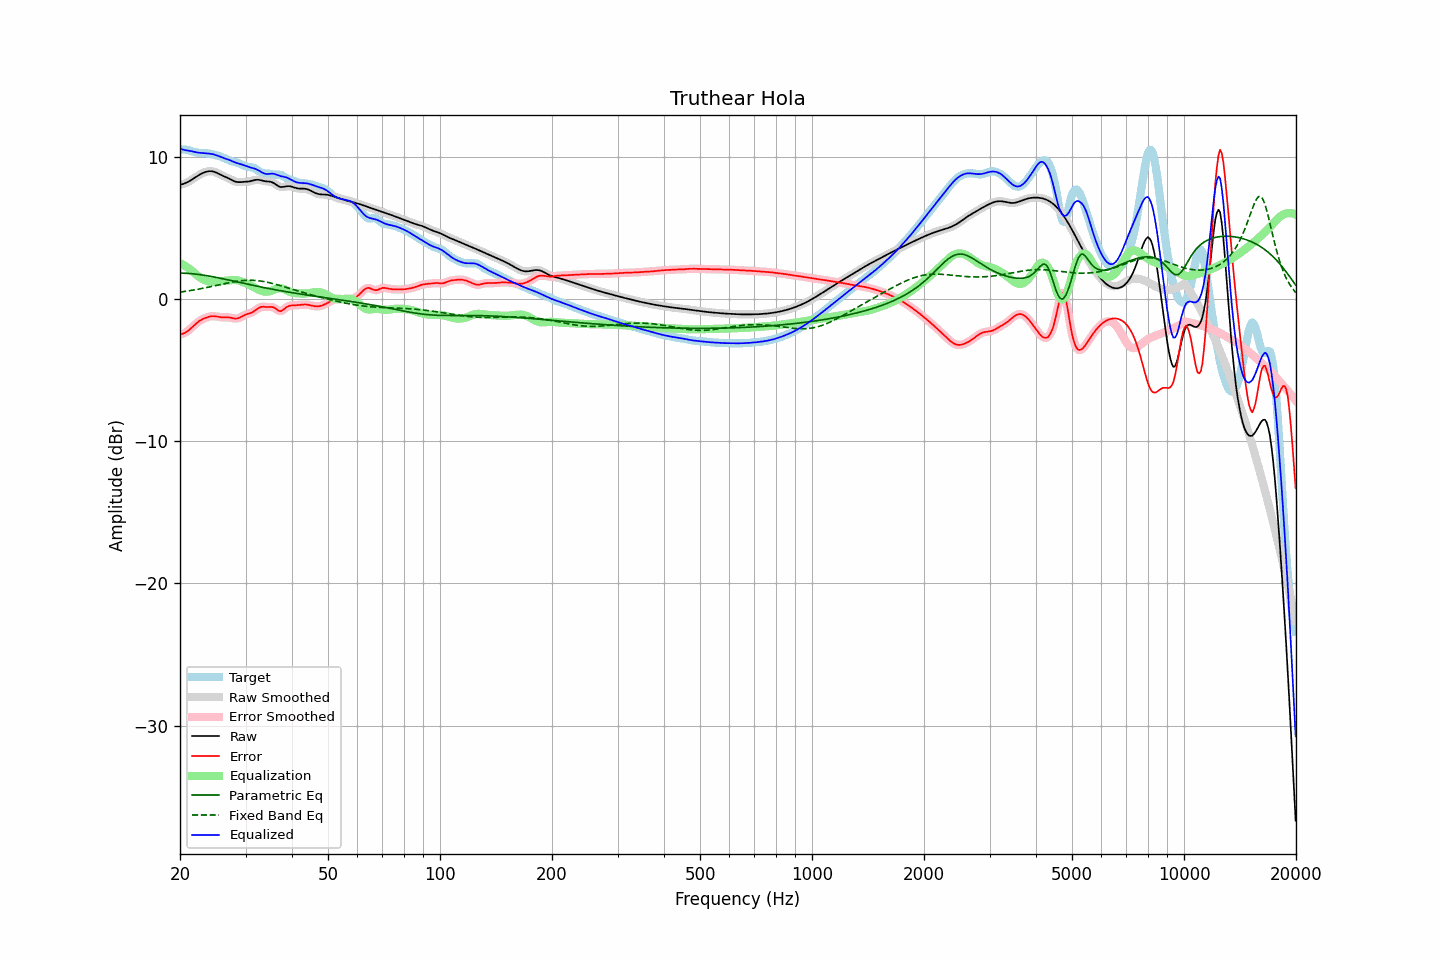 Truthear Hola
Amplitude (dBr)
10
0
−10
−20
−30
Target
Raw Smoothed
Error Smoothed
Raw
Error
Equalization
Parametric Eq
Fixed Band Eq
Equalized
20 50 100 200 500 1000 2000 5000 10000 20000
Frequency (Hz)